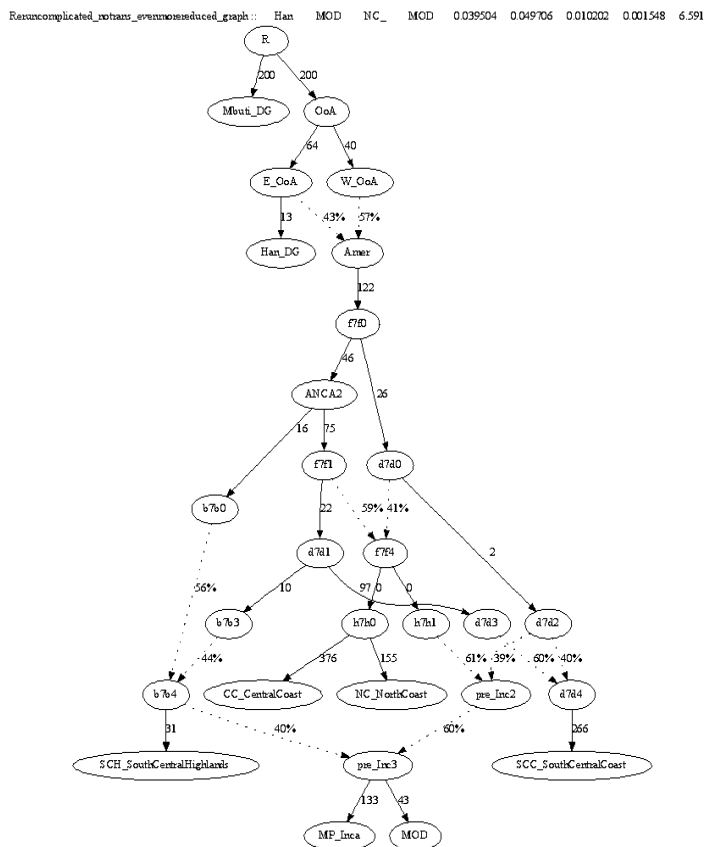 Reruncomplicated_notrans_evenmorereduced_graph :: Han MOD NC_ MOD 0.039504 0.049706 0.010202 0.001548 6.591
R
200 200
Mbuti_DG OoA
64 40
E_OoA W_OoA
13 43% 57%
Han_DG Amer
122
f7f0
46
ANCA2 26
16 75
f7f1 d7d0
b7b0 22 59% 41%
d7d1 f7f4 2
56% 10 97 0 0
b7b3 h7h0 h7h1 d7d3 d7d2
44% 376 155 61% 39% 60% 40%
b7b4 CC_CentralCoast NC_NorthCoast pre_Inc2 d7d4
31 40% 60% 266
SCH_SouthCentralHighlands pre_Inc3 SCC_SouthCentralCoast
133 43
MP_Inca MOD